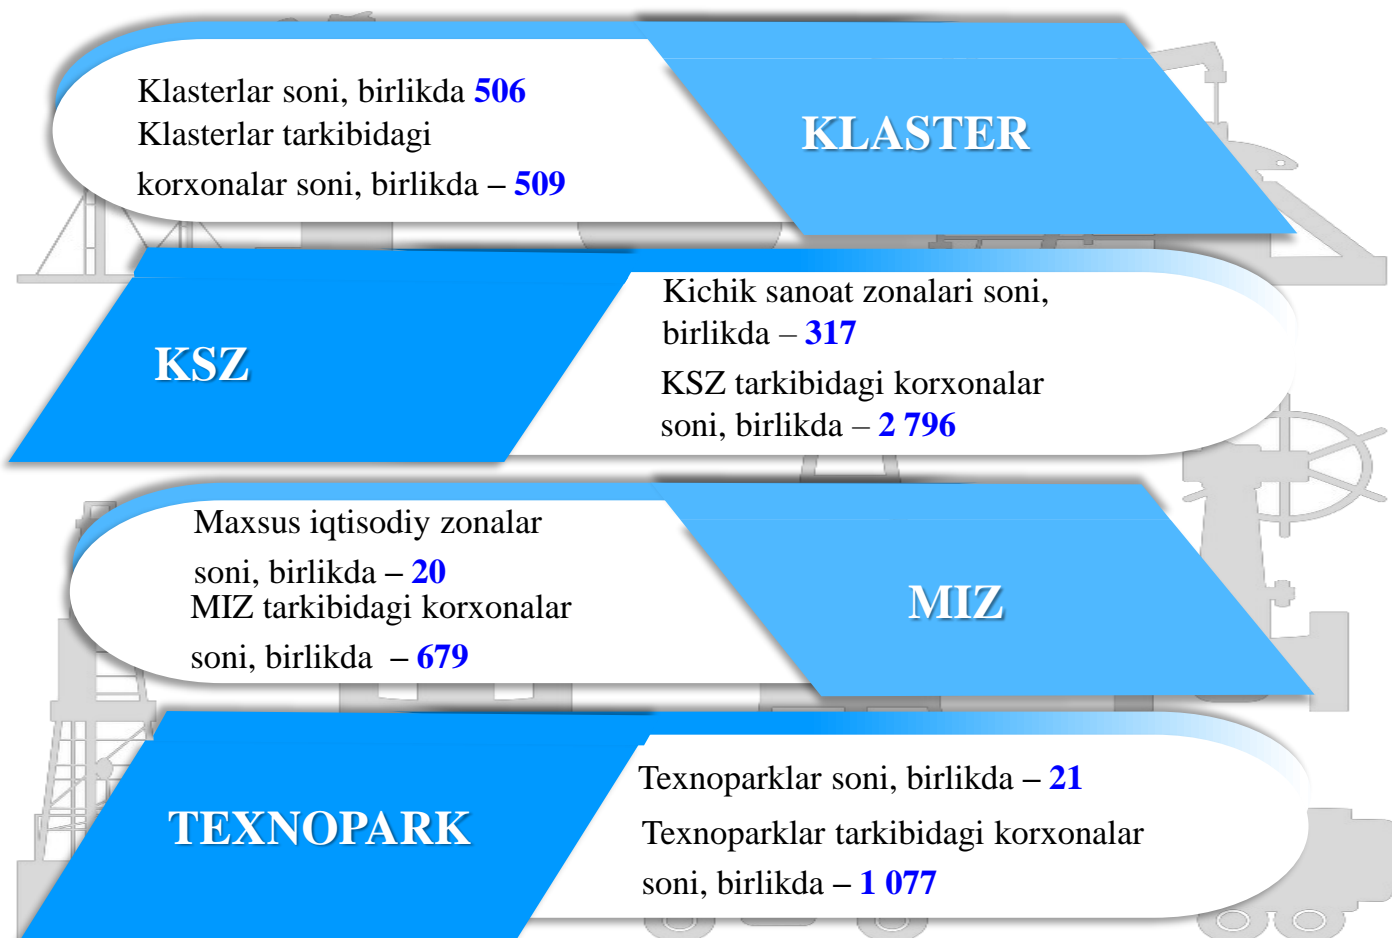 Klasterlar soni, birlikda 506
Klasterlar tarkibidagi
korxonalar soni, birlikda – 509
KLASTER
KSZ
Kichik sanoat zonalari soni,
birlikda – 317
KSZ tarkibidagi korxonalar
soni, birlikda – 2 796
Maxsus iqtisodiy zonalar
soni, birlikda – 20
MIZ tarkibidagi korxonalar
soni, birlikda – 679
MIZ
TEXNOPARK
Texnoparklar soni, birlikda – 21
Texnoparklar tarkibidagi korxonalar
soni, birlikda – 1 077